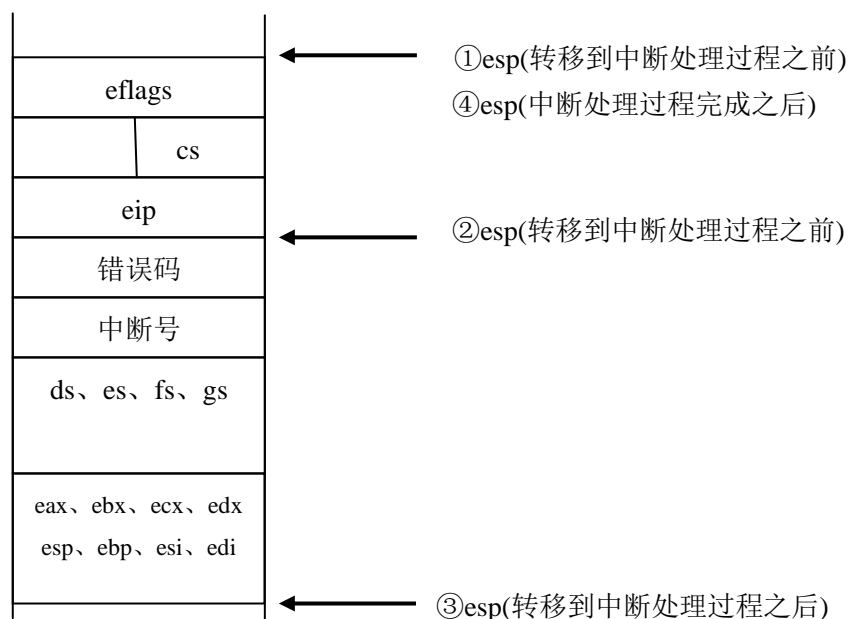 ①esp(转移到中断处理过程之前)
eflags
④esp(中断处理过程完成之后)
cs
eip
②esp(转移到中断处理过程之前)
错误码
中断号
ds、es、fs、gs
eax、ebx、ecx、edx
esp、ebp、esi、edi
③esp(转移到中断处理过程之后)